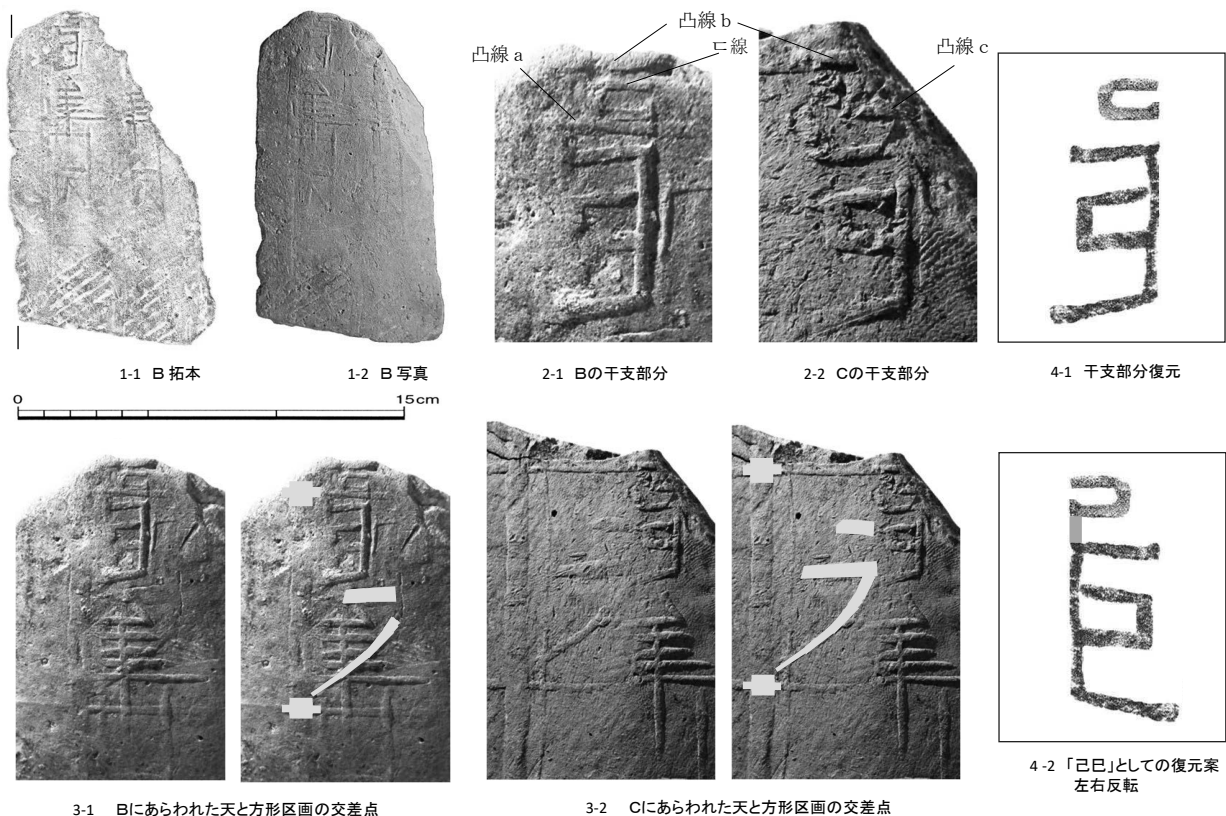 凸線 b
凸線 a
コ線
凸線 c
1-1 B 拓本
1-2 B 写真
2-1 Bの干支部分
2-2 Cの干支部分
4-1 干支部分復元
0
15cm
3-1 Bにあらわれた天と方形区画の交差点
3-2 Cにあらわれた天と方形区画の交差点
4-2 「己巳」としての復元案
左右反転